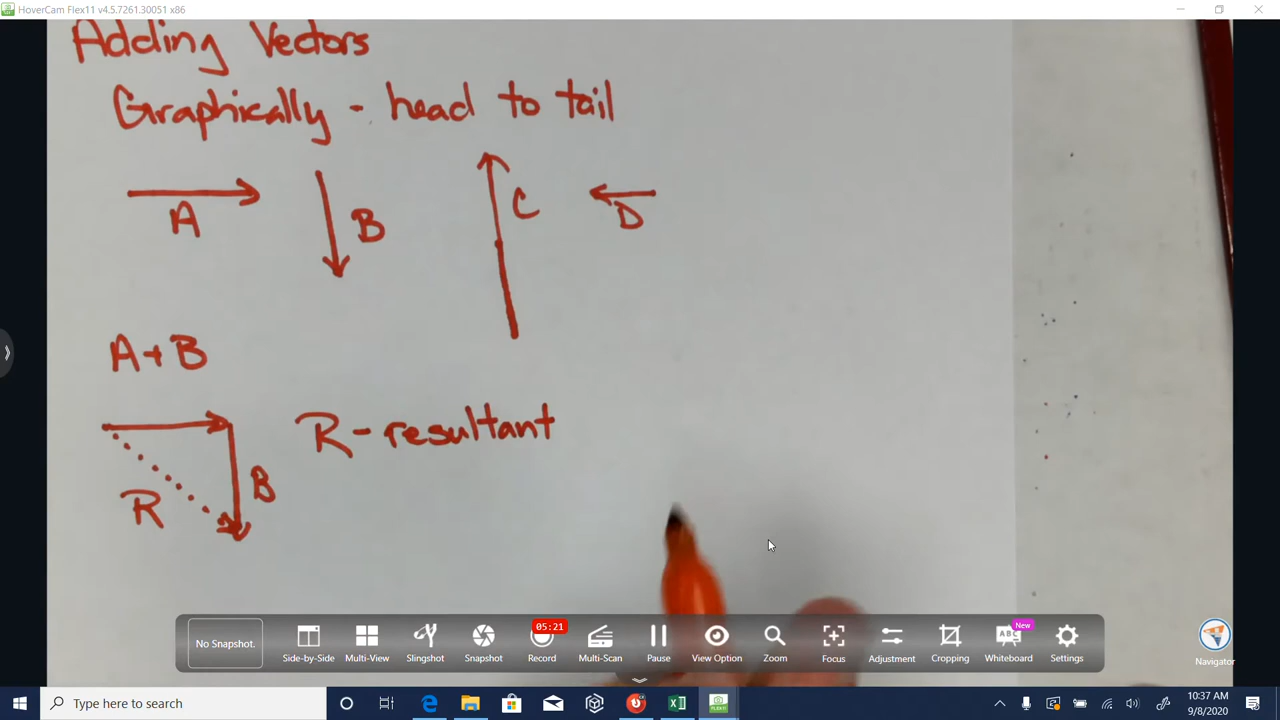 HoverCam Flex11 v4.5.7261.30051 x86
Adding Vectors
Graphically - head to tail
A B C D
A+B
R-resultant
B
R
No Snapshot.
Side-by-Side Multi-View Slingshot Snapshot 05:21 Record Multi-Scan Pause View Option Zoom Focus Adjustment Cropping New ABC Whiteboard Settings
Navigator
Type here to search
FLEX11
10:37 AM
9/8/2020